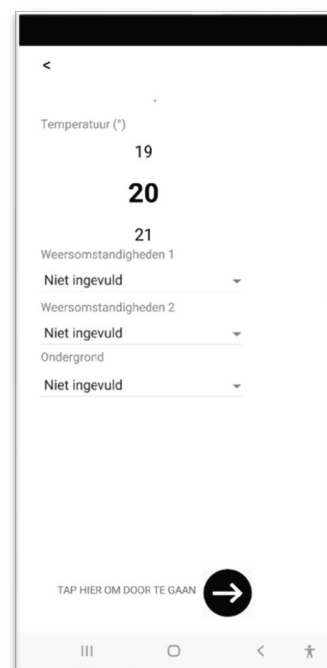 <
Temperatuur (°)
19
20
21
Weersomstandigheden 1
Niet ingevuld
Weersomstandigheden 2
Niet ingevuld
Ondergrond
Niet ingevuld
TAP HIER OM DOOR TE GAAN